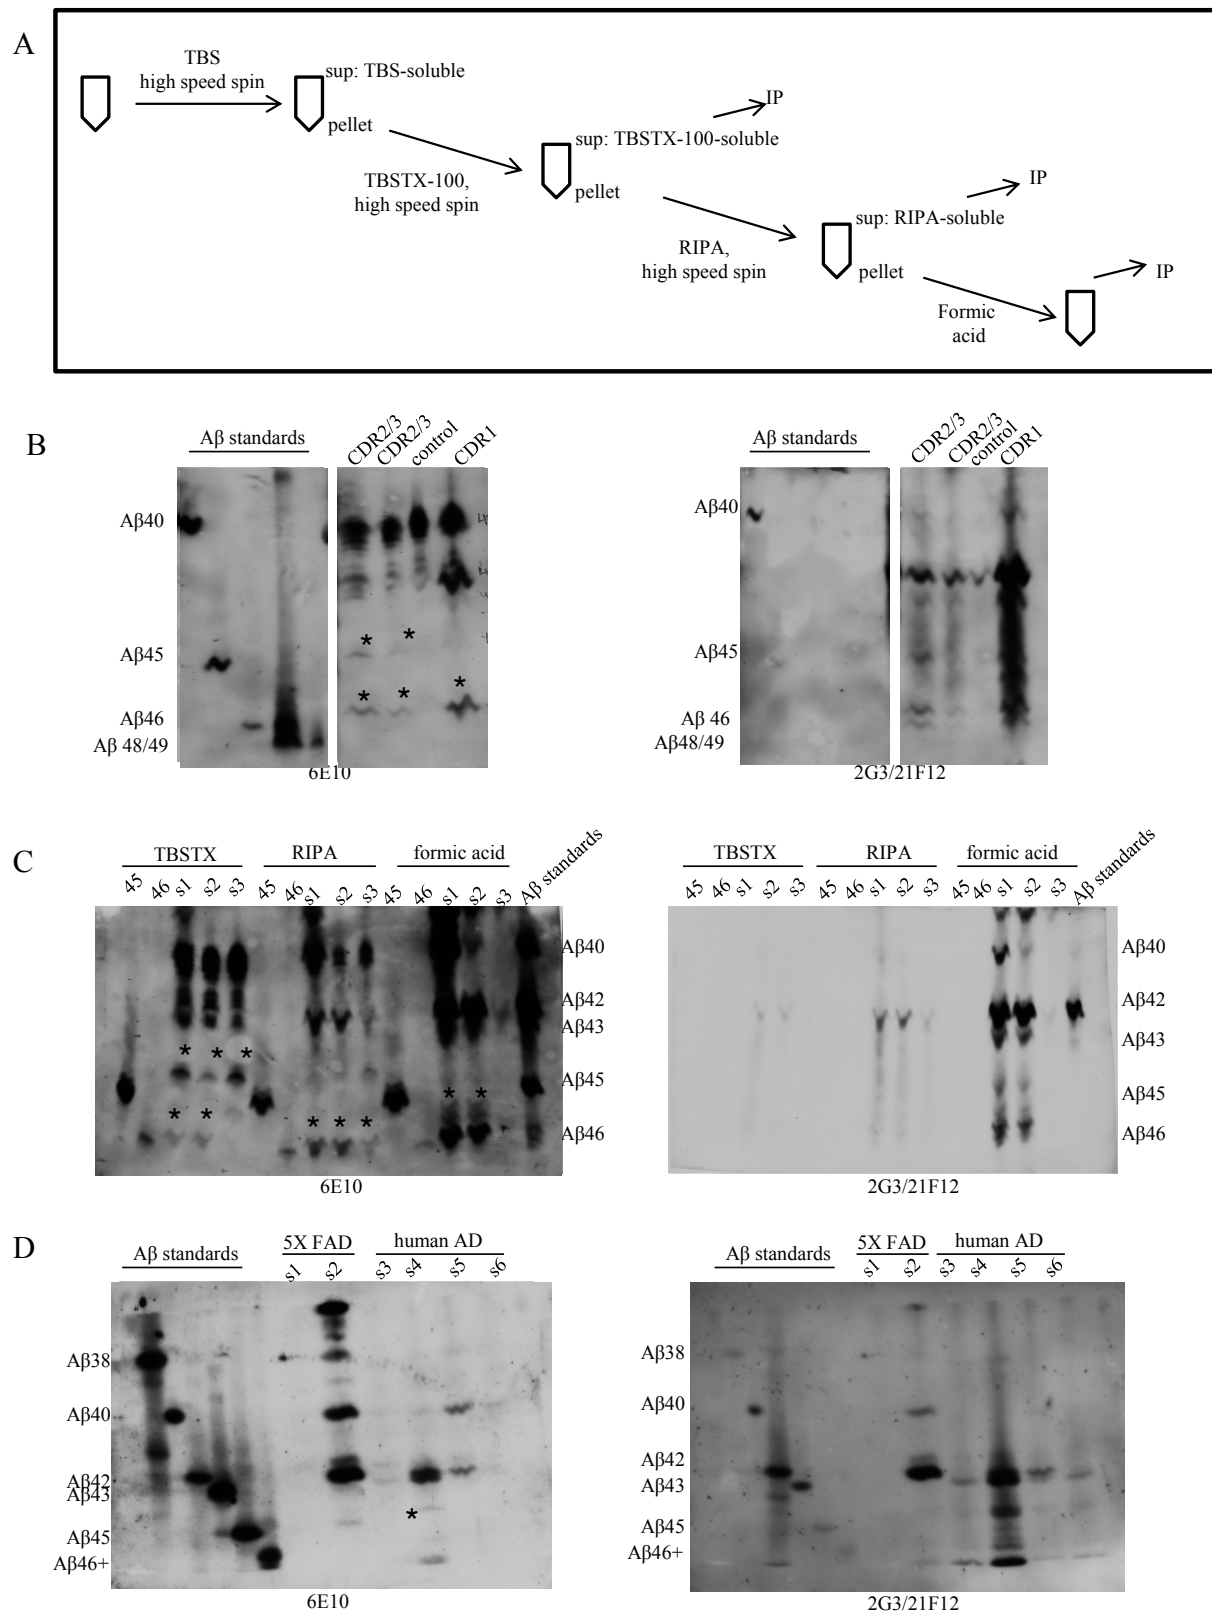 A
TBS
high speed spin
sup: TBS-soluble
pellet
TBSTX-100,
high speed spin
IP
sup: TBSTX-100-soluble
pellet
RIPA,
high speed spin
IP
sup: RIPA-soluble
pellet
Formic
acid
IP
B
Aβ standards
CDR2/3
CDR2/3
control
CDR1
Aβ40
Aβ45
Aβ46
Aβ 48/49
* *
* * *
6E10
Aβ standards
CDR2/3
CDR2/3
control
CDR1
Aβ40
Aβ45
Aβ 46
Aβ48/49
2G3/21F12
C
TBSTX RIPA formic acid Aβ standards
45 46 s1 s2 s3 45 46 s1 s2 s3 45 46 s1 s2 s3
Aβ40
Aβ42
Aβ43
* * *
Aβ45
* * * * * * *
Aβ46
6E10
TBSTX RIPA formic acid Aβ standards
45 46 s1 s2 s3 45 46 s1 s2 s3 45 46 s1 s2 s3
Aβ40
Aβ42
Aβ43
Aβ45
Aβ46
2G3/21F12
D
Aβ standards 5X FAD human AD
s1 s2 s3 s4 s5 s6
Aβ38
Aβ40
Aβ42
Aβ43
*
Aβ45
Aβ46+
6E10
Aβ standards 5X FAD human AD
s1 s2 s3 s4 s5 s6
Aβ38
Aβ40
Aβ42
Aβ43
Aβ45
Aβ46+
2G3/21F12